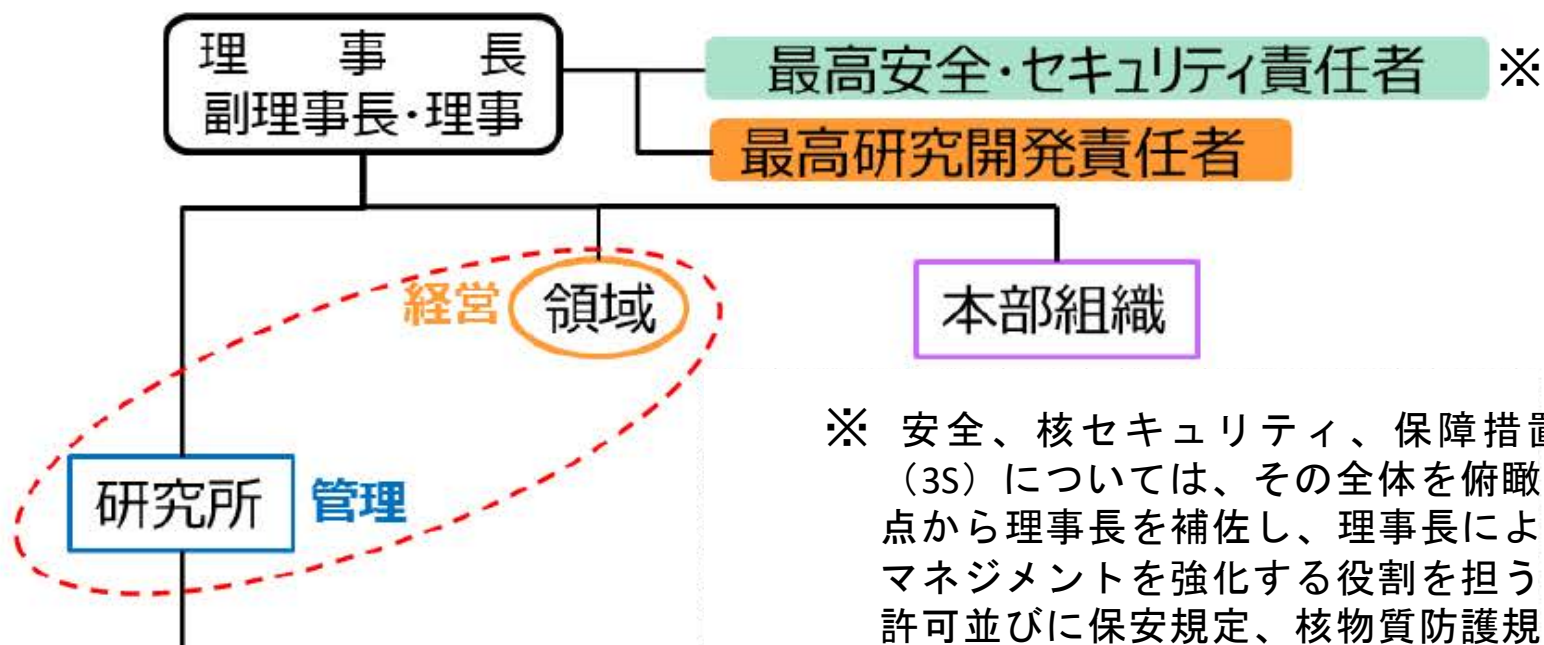 理　事　長
副理事長・理事
最高安全・セキュリティ責任者 ※
最高研究開発責任者
経営
領域
本部組織
研究所
管理
※ 安全、核セキュリティ、保障措置
（3S）については、その全体を俯瞰
点から理事長を補佐し、理事長によ
マネジメントを強化する役割を担う
許可並びに保安規定、核物質防護規